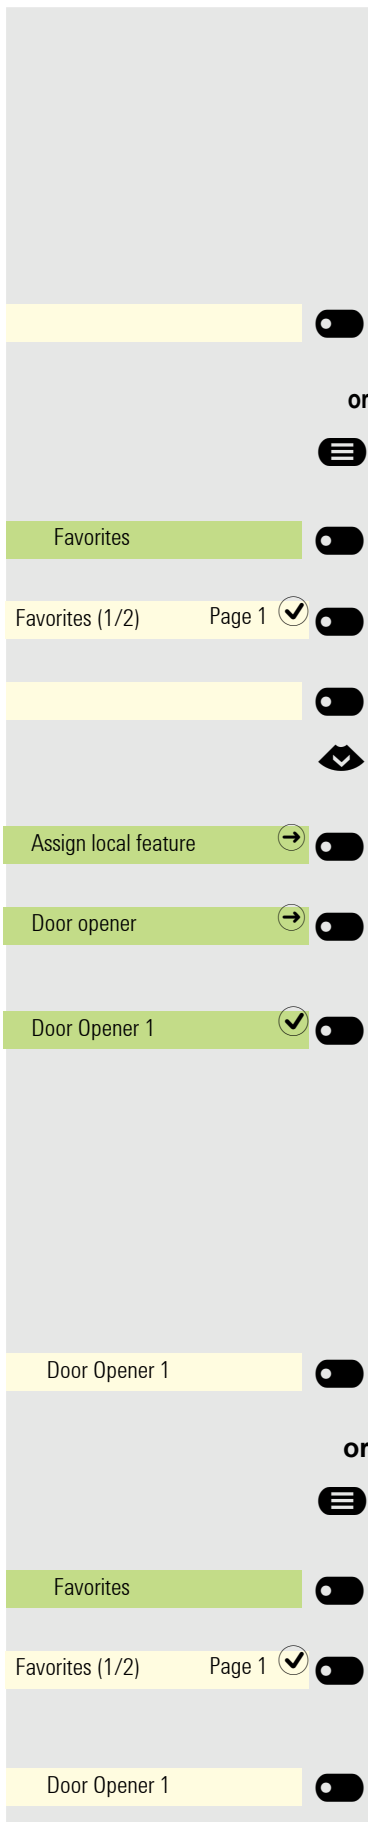 or
Favorites
Favorites (1/2) Page 1
Assign local feature
Door opener
Door Opener 1
Door Opener 1
or
Favorites
Favorites (1/2) Page 1
Door Opener 1